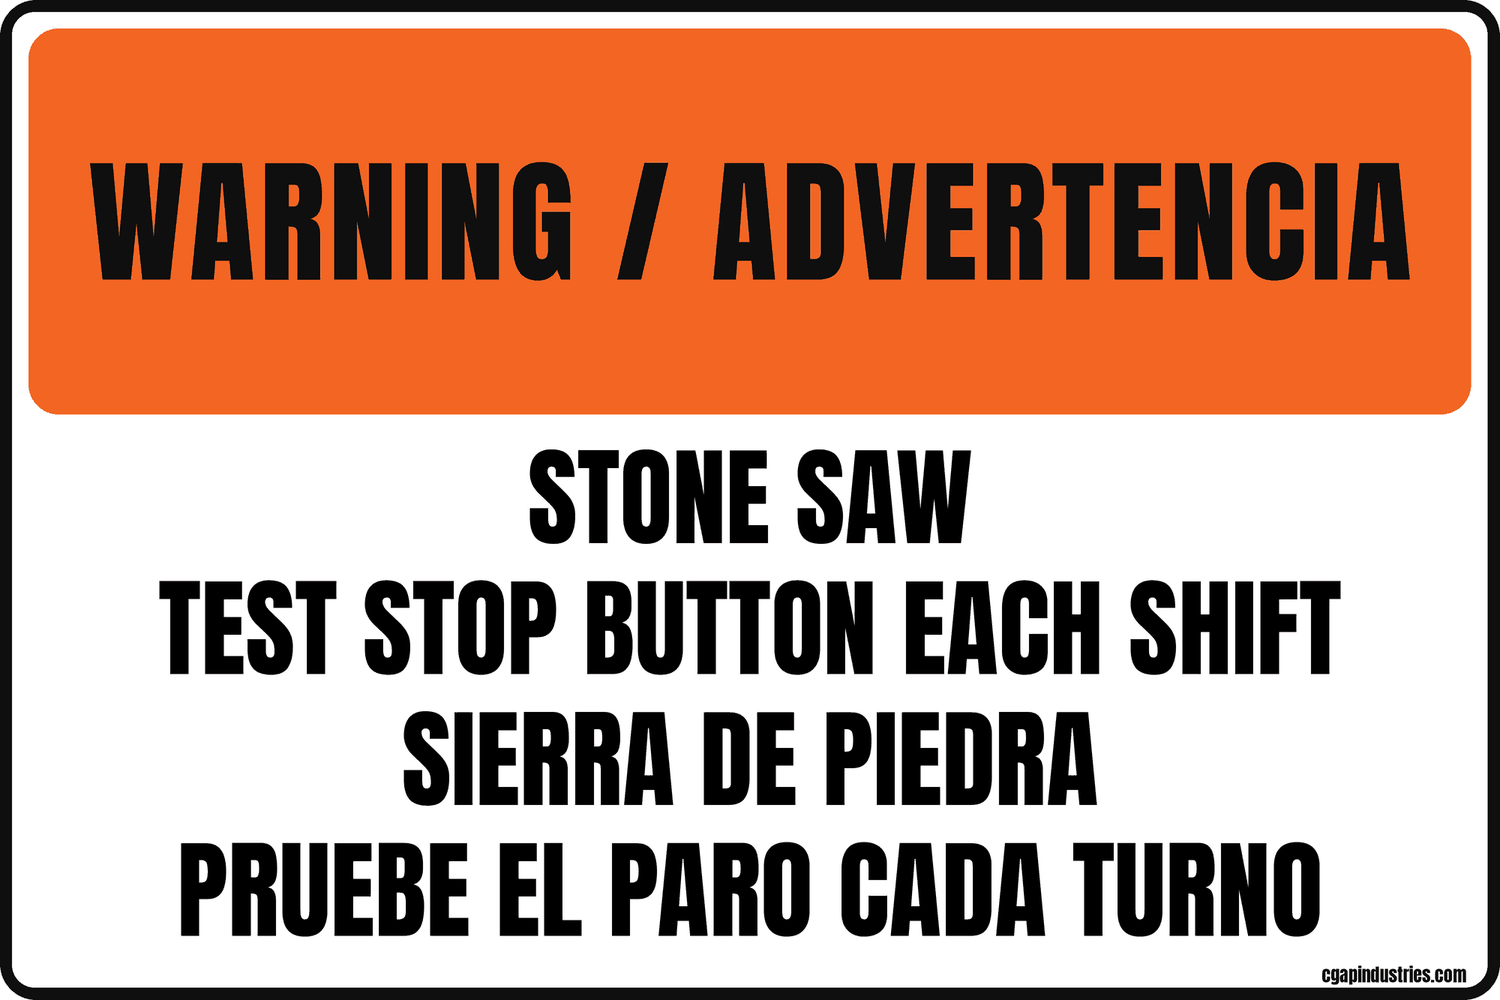 WARNING / ADVERTENCIA
STONE SAW
TEST STOP BUTTON EACH SHIFT
SIERRA DE PIEDRA
PRUEBE EL PARO CADA TURNO
cgapindustries.com